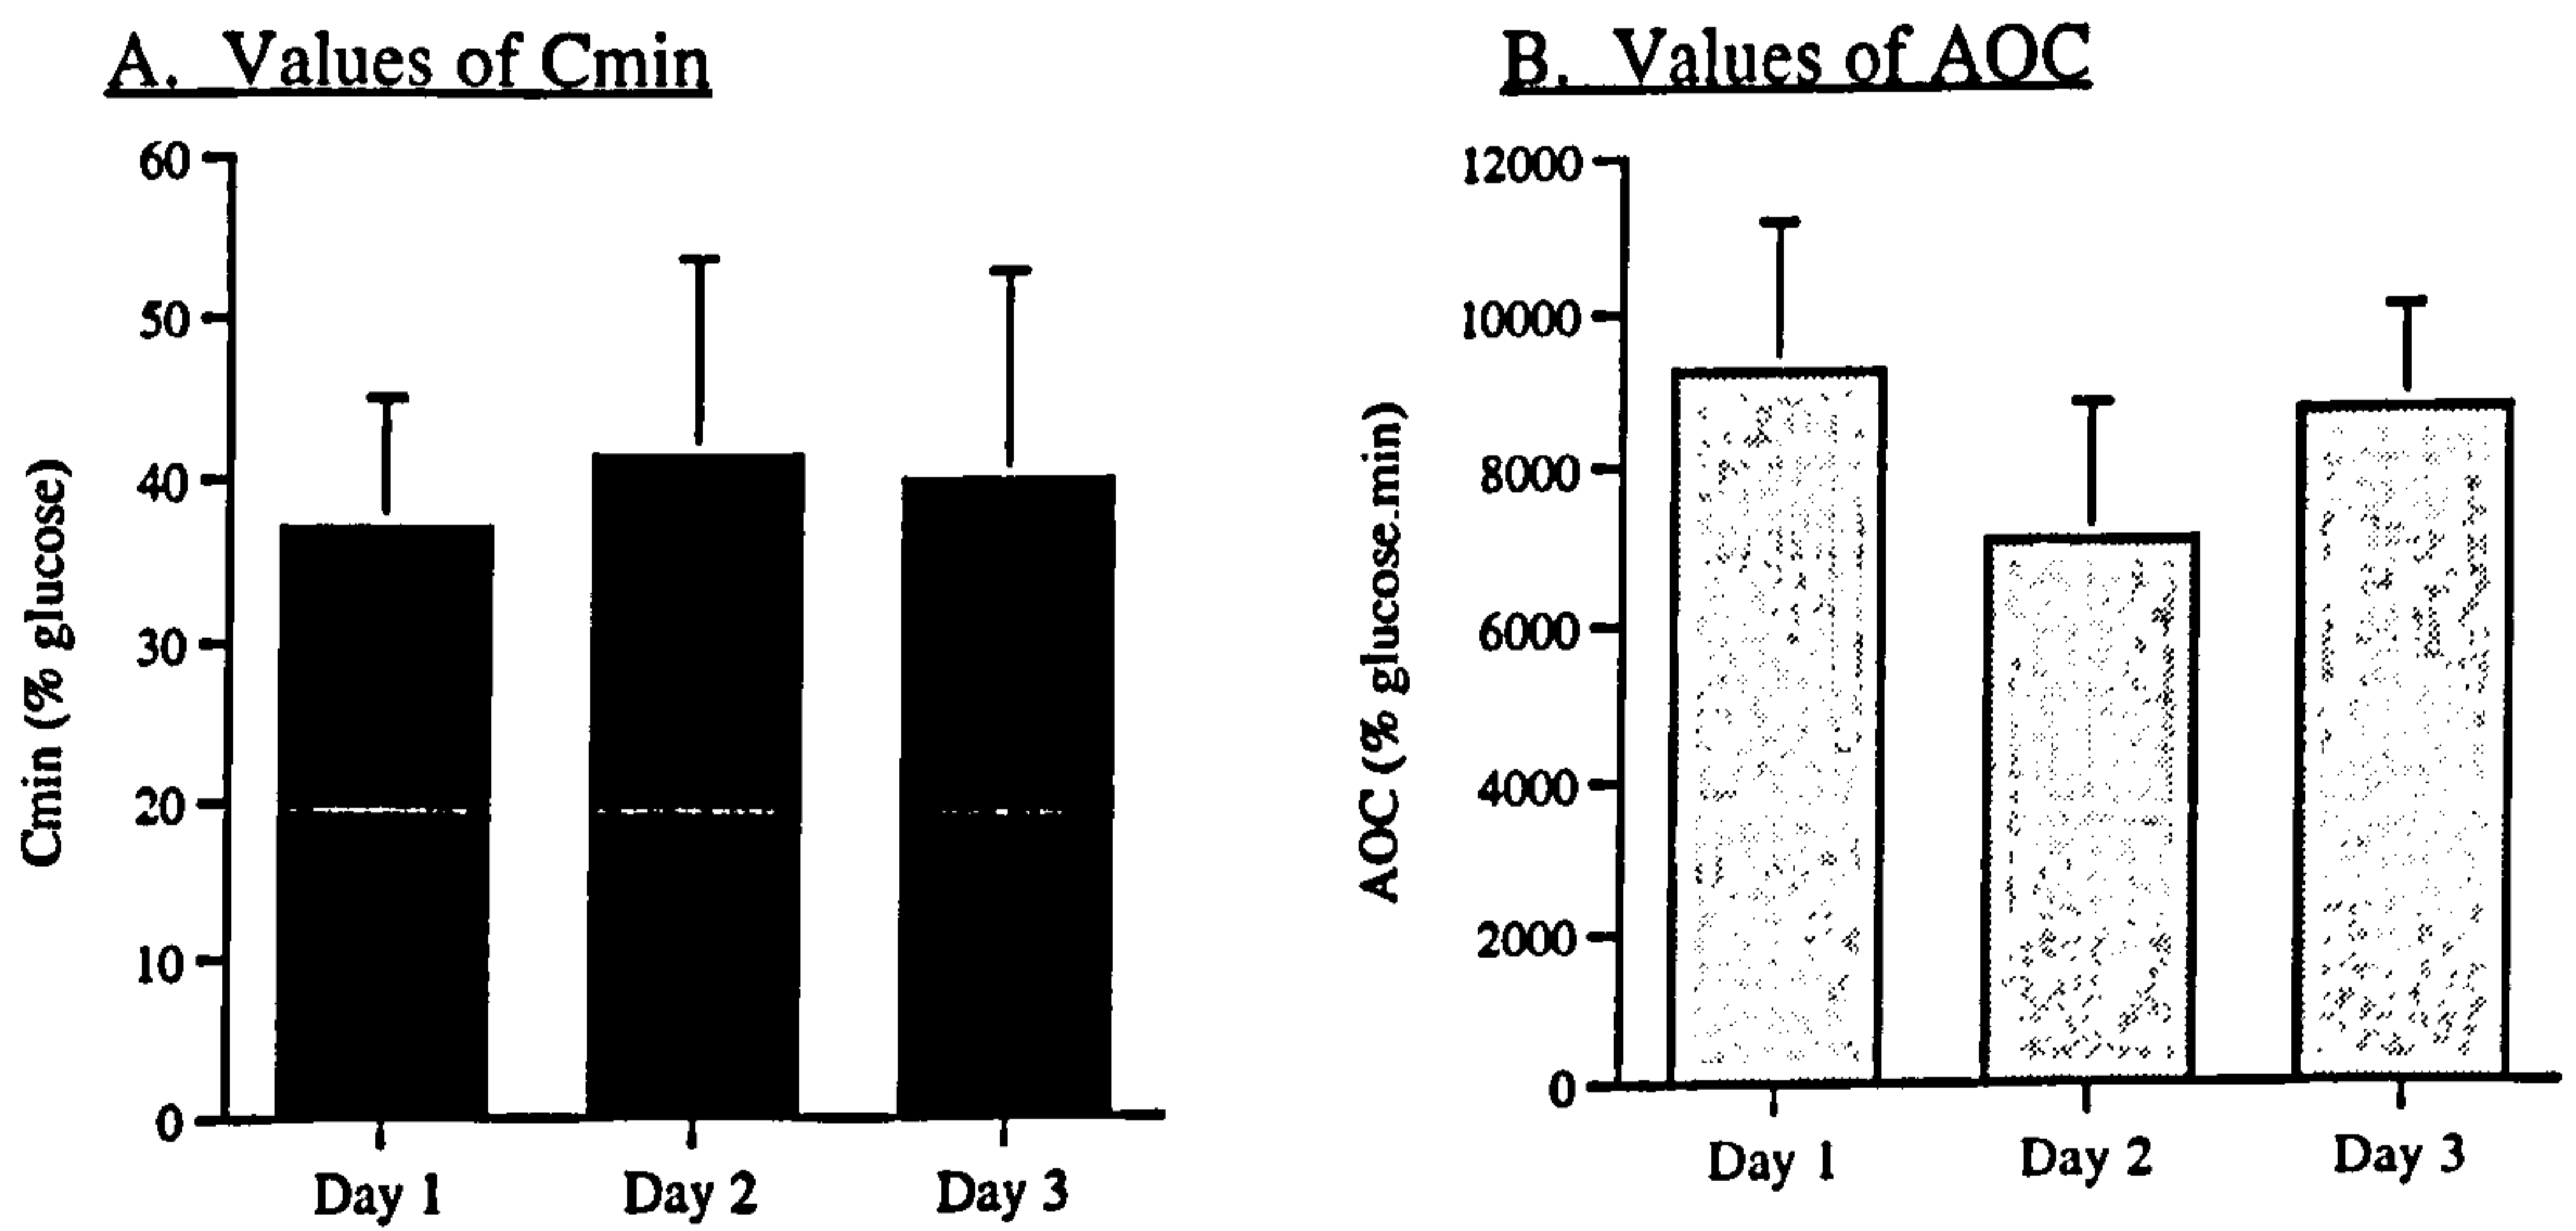 A. Values of Cmin
60
50
40
30
20
10
0
Cmin (% glucose)
Day 1
Day 2
Day 3
B. Values of AOC
12000
10000
8000
6000
4000
2000
0
AOC (% glucose.min)
Day 1
Day 2
Day 3